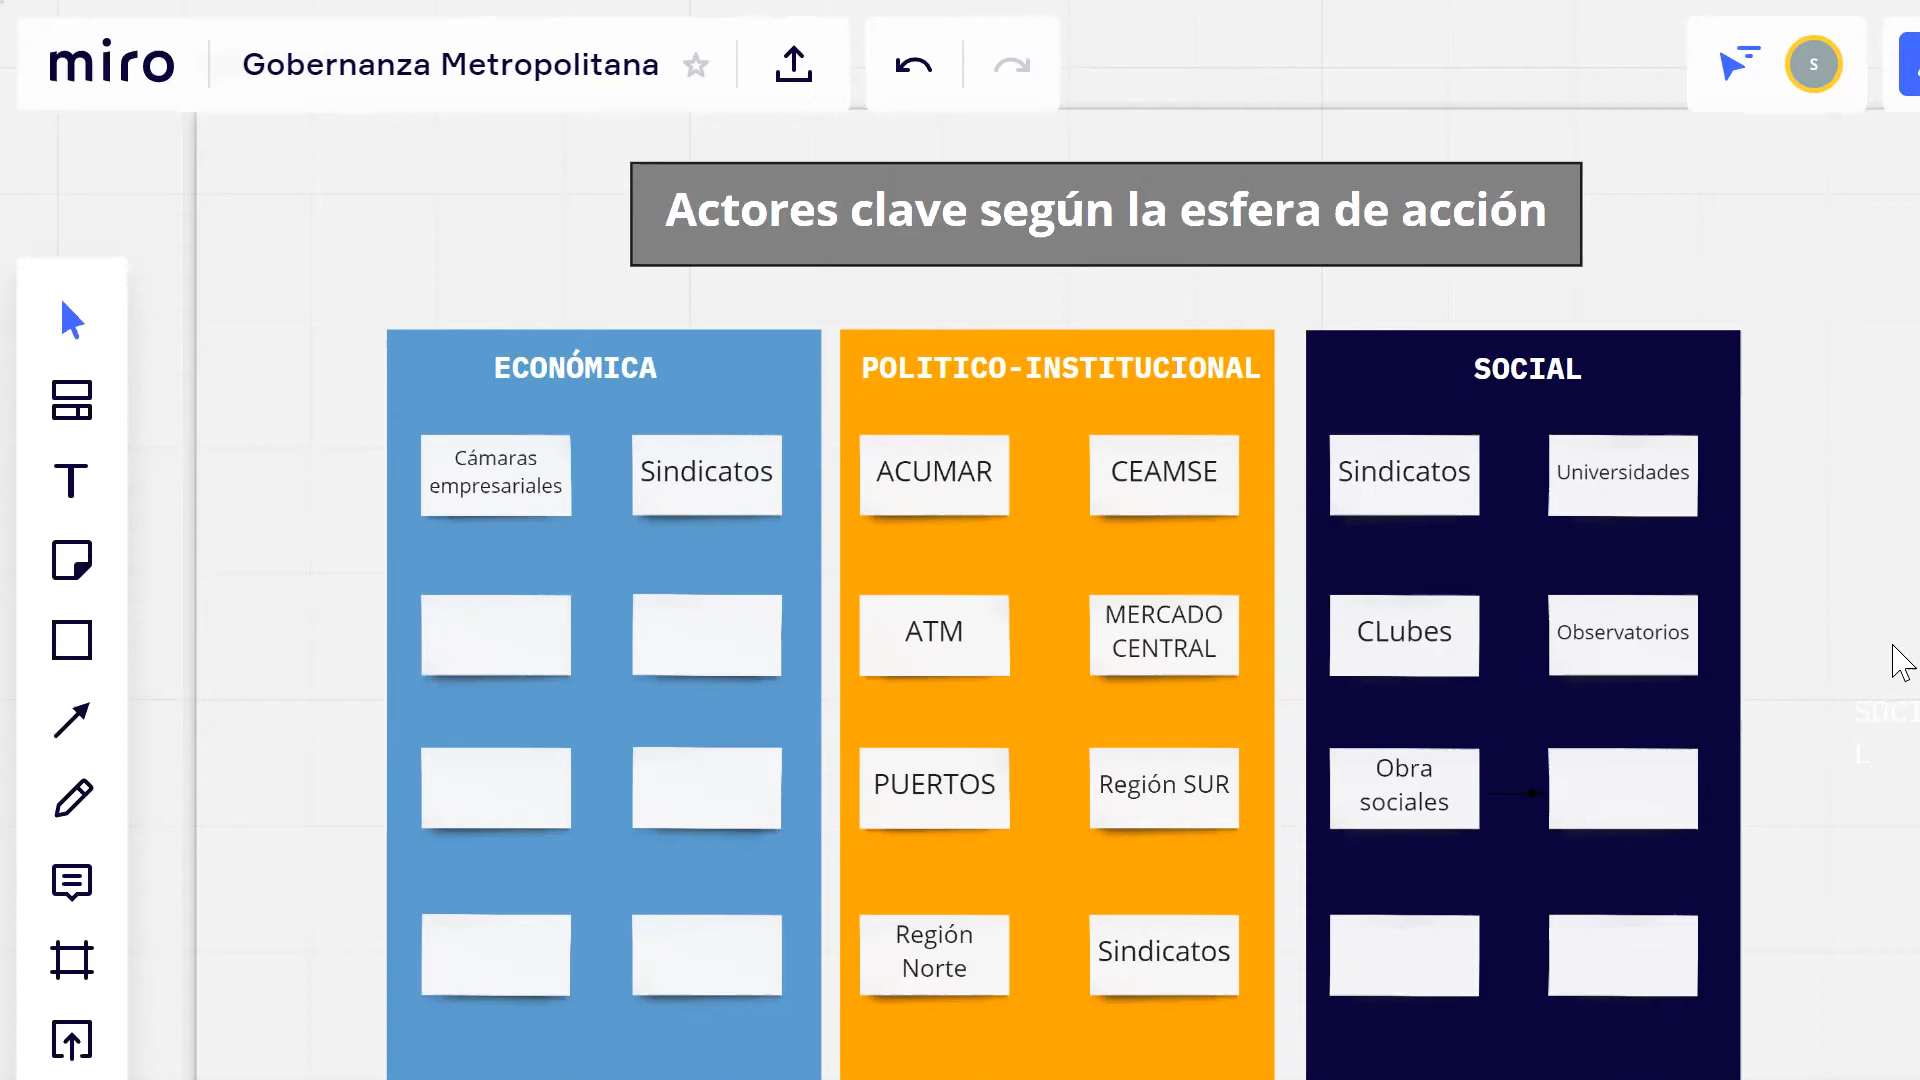 miro
Gobernanza Metropolitana
S
Actores clave según la esfera de acción
ECONÓMICA
Cámaras
empresariales
Sindicatos
POLITICO-INSTITUCIONAL
ACUMAR
CEAMSE
ATM
MERCADO
CENTRAL
PUERTOS
Región SUR
Región
Norte
Sindicatos
SOCIAL
Sindicatos
Universidades
CLubes
Observatorios
Obra
sociales
SOCI
L